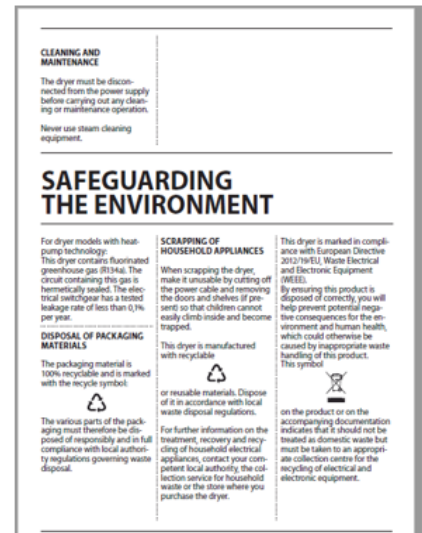 CLEANING AND
MAINTENANCE
The dryer must be discon-
nected from the power supply
before carrying out any clean-
ing or maintenance operation.
Never use steam cleaning
equipment.
SAFEGUARDING
THE ENVIRONMENT
For dryer models with heat-
pump technology:
This dryer contains fluorinated
greenhouse gas (R134a). The
circuit containing this gas is
hermetically sealed. The elec-
trical switchgear has a tested
leakage rate of less than 0,1%
per year.
DISPOSAL OF PACKAGING
MATERIALS
The packaging material is
100% recyclable and is marked
with the recycle symbol:
The various parts of the pack-
aging must therefore be dis-
posed of responsibly and in full
compliance with local authori-
ty regulations governing waste
disposal.
SCRAPPING OF
HOUSEHOLD APPLIANCES
When scrapping the dryer,
make it unusable by cutting off
the power cable and removing
the doors and shelves (if pre-
sent) so that children cannot
easily climb inside and become
trapped.
This dryer is manufactured
with recyclable
or reusable materials. Dispose
of it in accordance with local
waste disposal regulations.
For further information on the
treatment, recovery and recy-
cling of household electrical
appliances, contact your com-
petent local authority, the col-
lection service for household
waste or the store where you
purchase the dryer.
This dryer is marked in compli-
ance with European Directive
2012/19/EU, Waste Electrical
and Electronic Equipment
(WEEE).
By ensuring this product is
disposed of correctly, you will
help prevent potential nega-
tive consequences for the en-
vironment and human health,
which could otherwise be
caused by inappropriate waste
handling of this product.
This symbol
on the product or on the
accompanying documentation
indicates that it should not be
treated as domestic waste but
must be taken to an appropri-
ate collection centre for the
recycling of electrical and
electronic equipment.